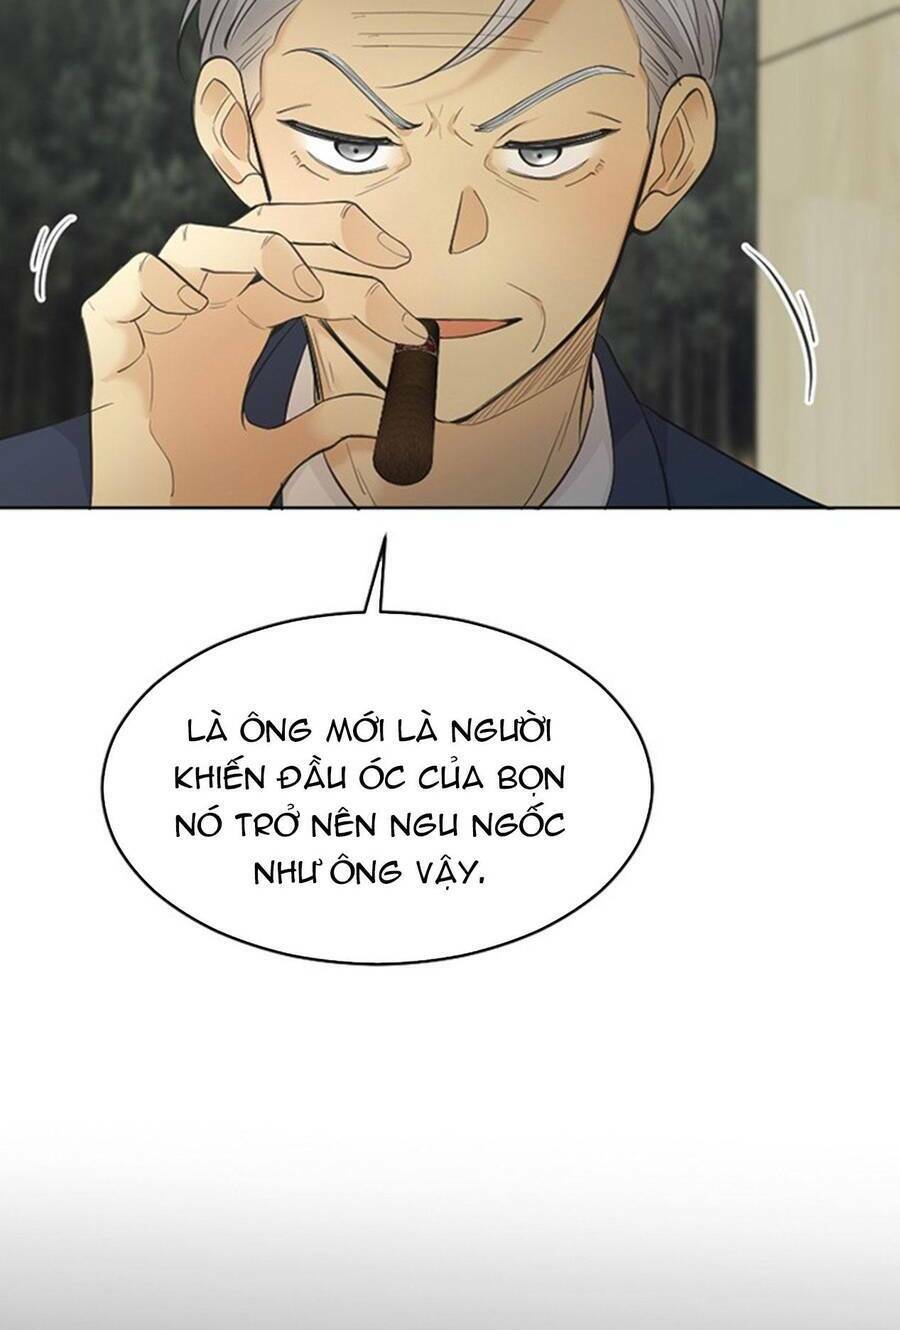 LÀ ÔNG MỚI LÀ NGƯỜI
KHIẾN ĐẦU ÓC CỦA BỌN
NÓ TRỞ NÊN NGU NGỐC
NHƯ ÔNG VẬY.